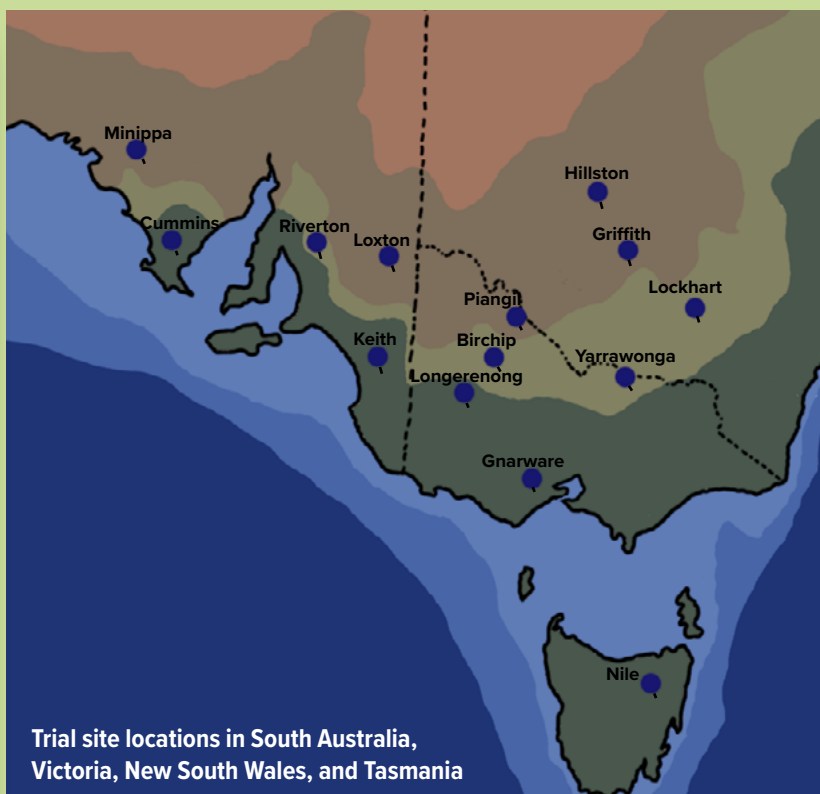 Minippa
Hillston
Cummins
Riverton
Loxton
Griffith
Lockhart
Piangil
Keith
Birchip
Yarrawonga
Longerenong
Gnarware
Nile
Trial site locations in South Australia,
Victoria, New South Wales, and Tasmania